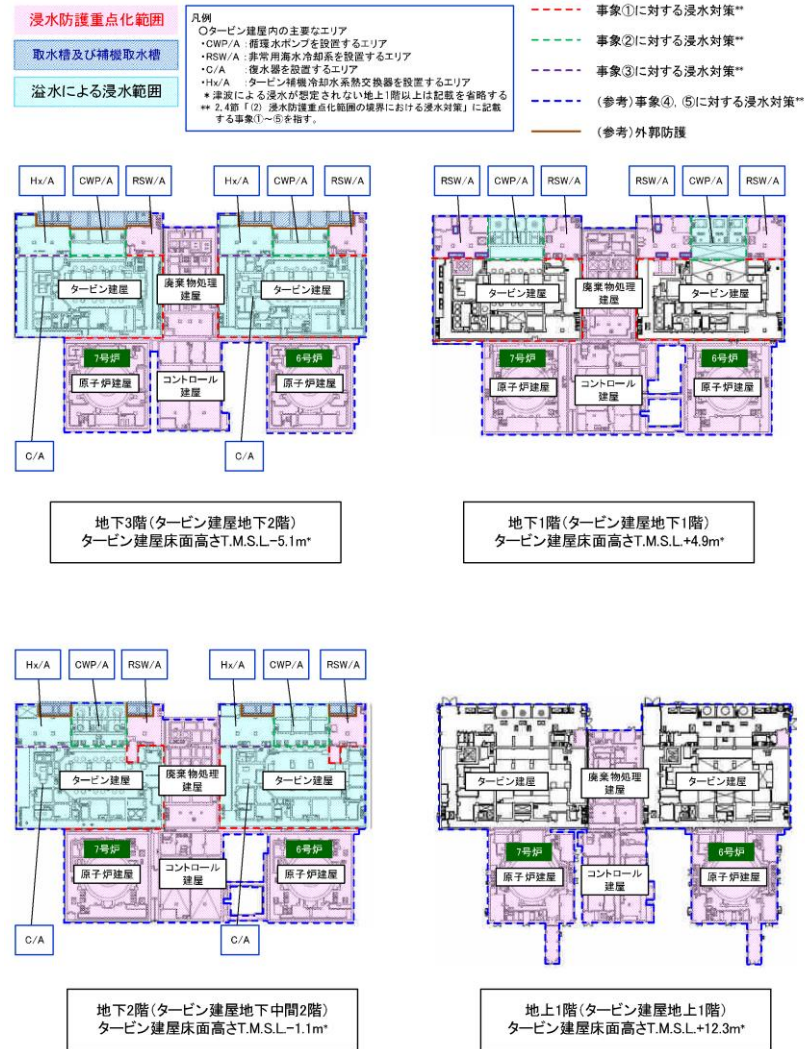 浸水防護重点化範囲
取水槽及び補機取水槽
溢水による浸水範囲
凡例
○タービン建屋内の主要なエリア
・CWP/A :循環水ポンプを設置するエリア
・RSW/A :非常用海水冷却系を設置するエリア
・C/A :復水器を設置するエリア
・Hx/A :タービン補機冷却水系熱交換器を設置するエリア
*津波による浸水が想定されない地上1階以上は記載を省略する
** 2.4節「(2) 浸水防護重点化範囲の境界における浸水対策」に記載
する事象①~⑤を指す。
事象①に対する浸水対策**
事象②に対する浸水対策**
事象③に対する浸水対策**
(参考)事象④, ⑤に対する浸水対策**
(参考)外郭防護
Hx/A
CWP/A
RSW/A
Hx/A
CWP/A
RSW/A
タービン建屋
廃棄物処理
建屋
タービン建屋
7号炉
原子炉建屋
コントロール
建屋
6号炉
原子炉建屋
C/A
C/A
地下3階(タービン建屋地下2階)
タービン建屋床面高さT.M.S.L-5.1m*
RSW/A
CWP/A
RSW/A
RSW/A
CWP/A
RSW/A
タービン建屋
廃棄物処理
建屋
タービン建屋
7号炉
原子炉建屋
コントロール
建屋
6号炉
原子炉建屋
地下1階(タービン建屋地下1階)
タービン建屋床面高さT.M.S.L.+4.9m*
Hx/A
CWP/A
RSW/A
Hx/A
CWP/A
RSW/A
タービン建屋
廃棄物処理
建屋
タービン建屋
7号炉
原子炉建屋
コントロール
建屋
6号炉
原子炉建屋
C/A
C/A
地下2階(タービン建屋地下中間2階)
タービン建屋床面高さT.M.S.L-1.1m*
タービン建屋
廃棄物処理
建屋
タービン建屋
7号炉
原子炉建屋
コントロール
建屋
6号炉
原子炉建屋
地上1階(タービン建屋地上1階)
タービン建屋床面高さT.M.S.L.+12.3m*